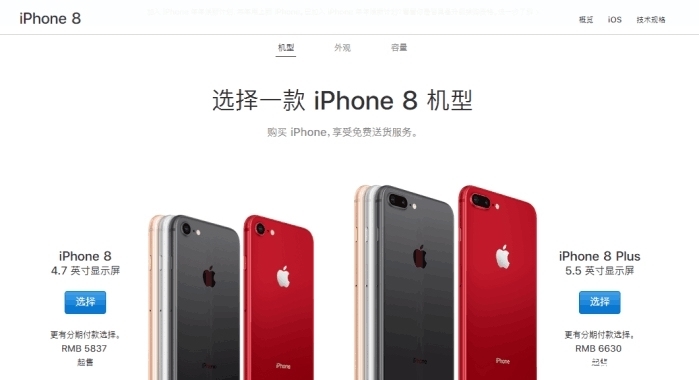 iPhone 8
概览 iOS 技术规格
机型 外观 容量
选择一款 iPhone 8 机型
购买 iPhone，享受免费送货服务。
iPhone 8
4.7 英寸显示屏
选择
更有分期付款选择。
RMB 5837
起售
iPhone
iPhone
iPhone
iPhone
iPhone 8 Plus
5.5 英寸显示屏
选择
更有分期付款选择。
RMB 6630
起售